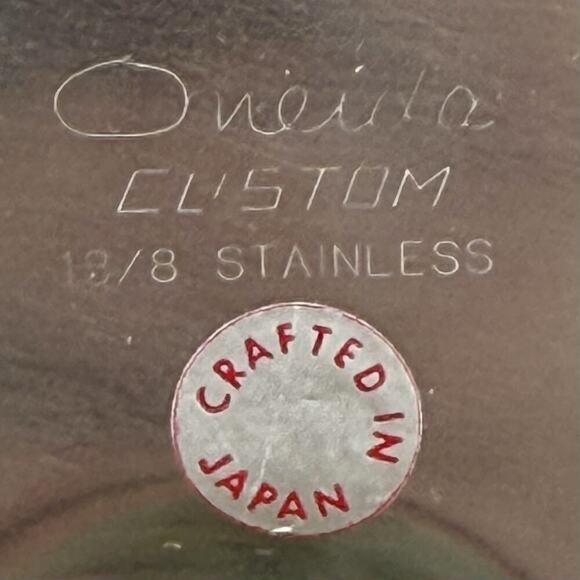 Oneida
CUSTOM
18/8 STAINLESS
CRAFTED IN
JAPAN